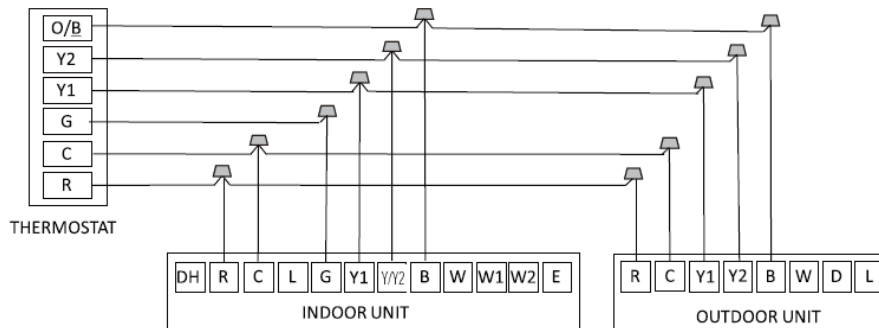 O/B
Y2
Y1
G
C
R
THERMOSTAT
DH R C L G Y1 Y/Y2 B W W1 W2 E
INDOOR UNIT
R C Y1 Y2 B W D L
OUTDOOR UNIT